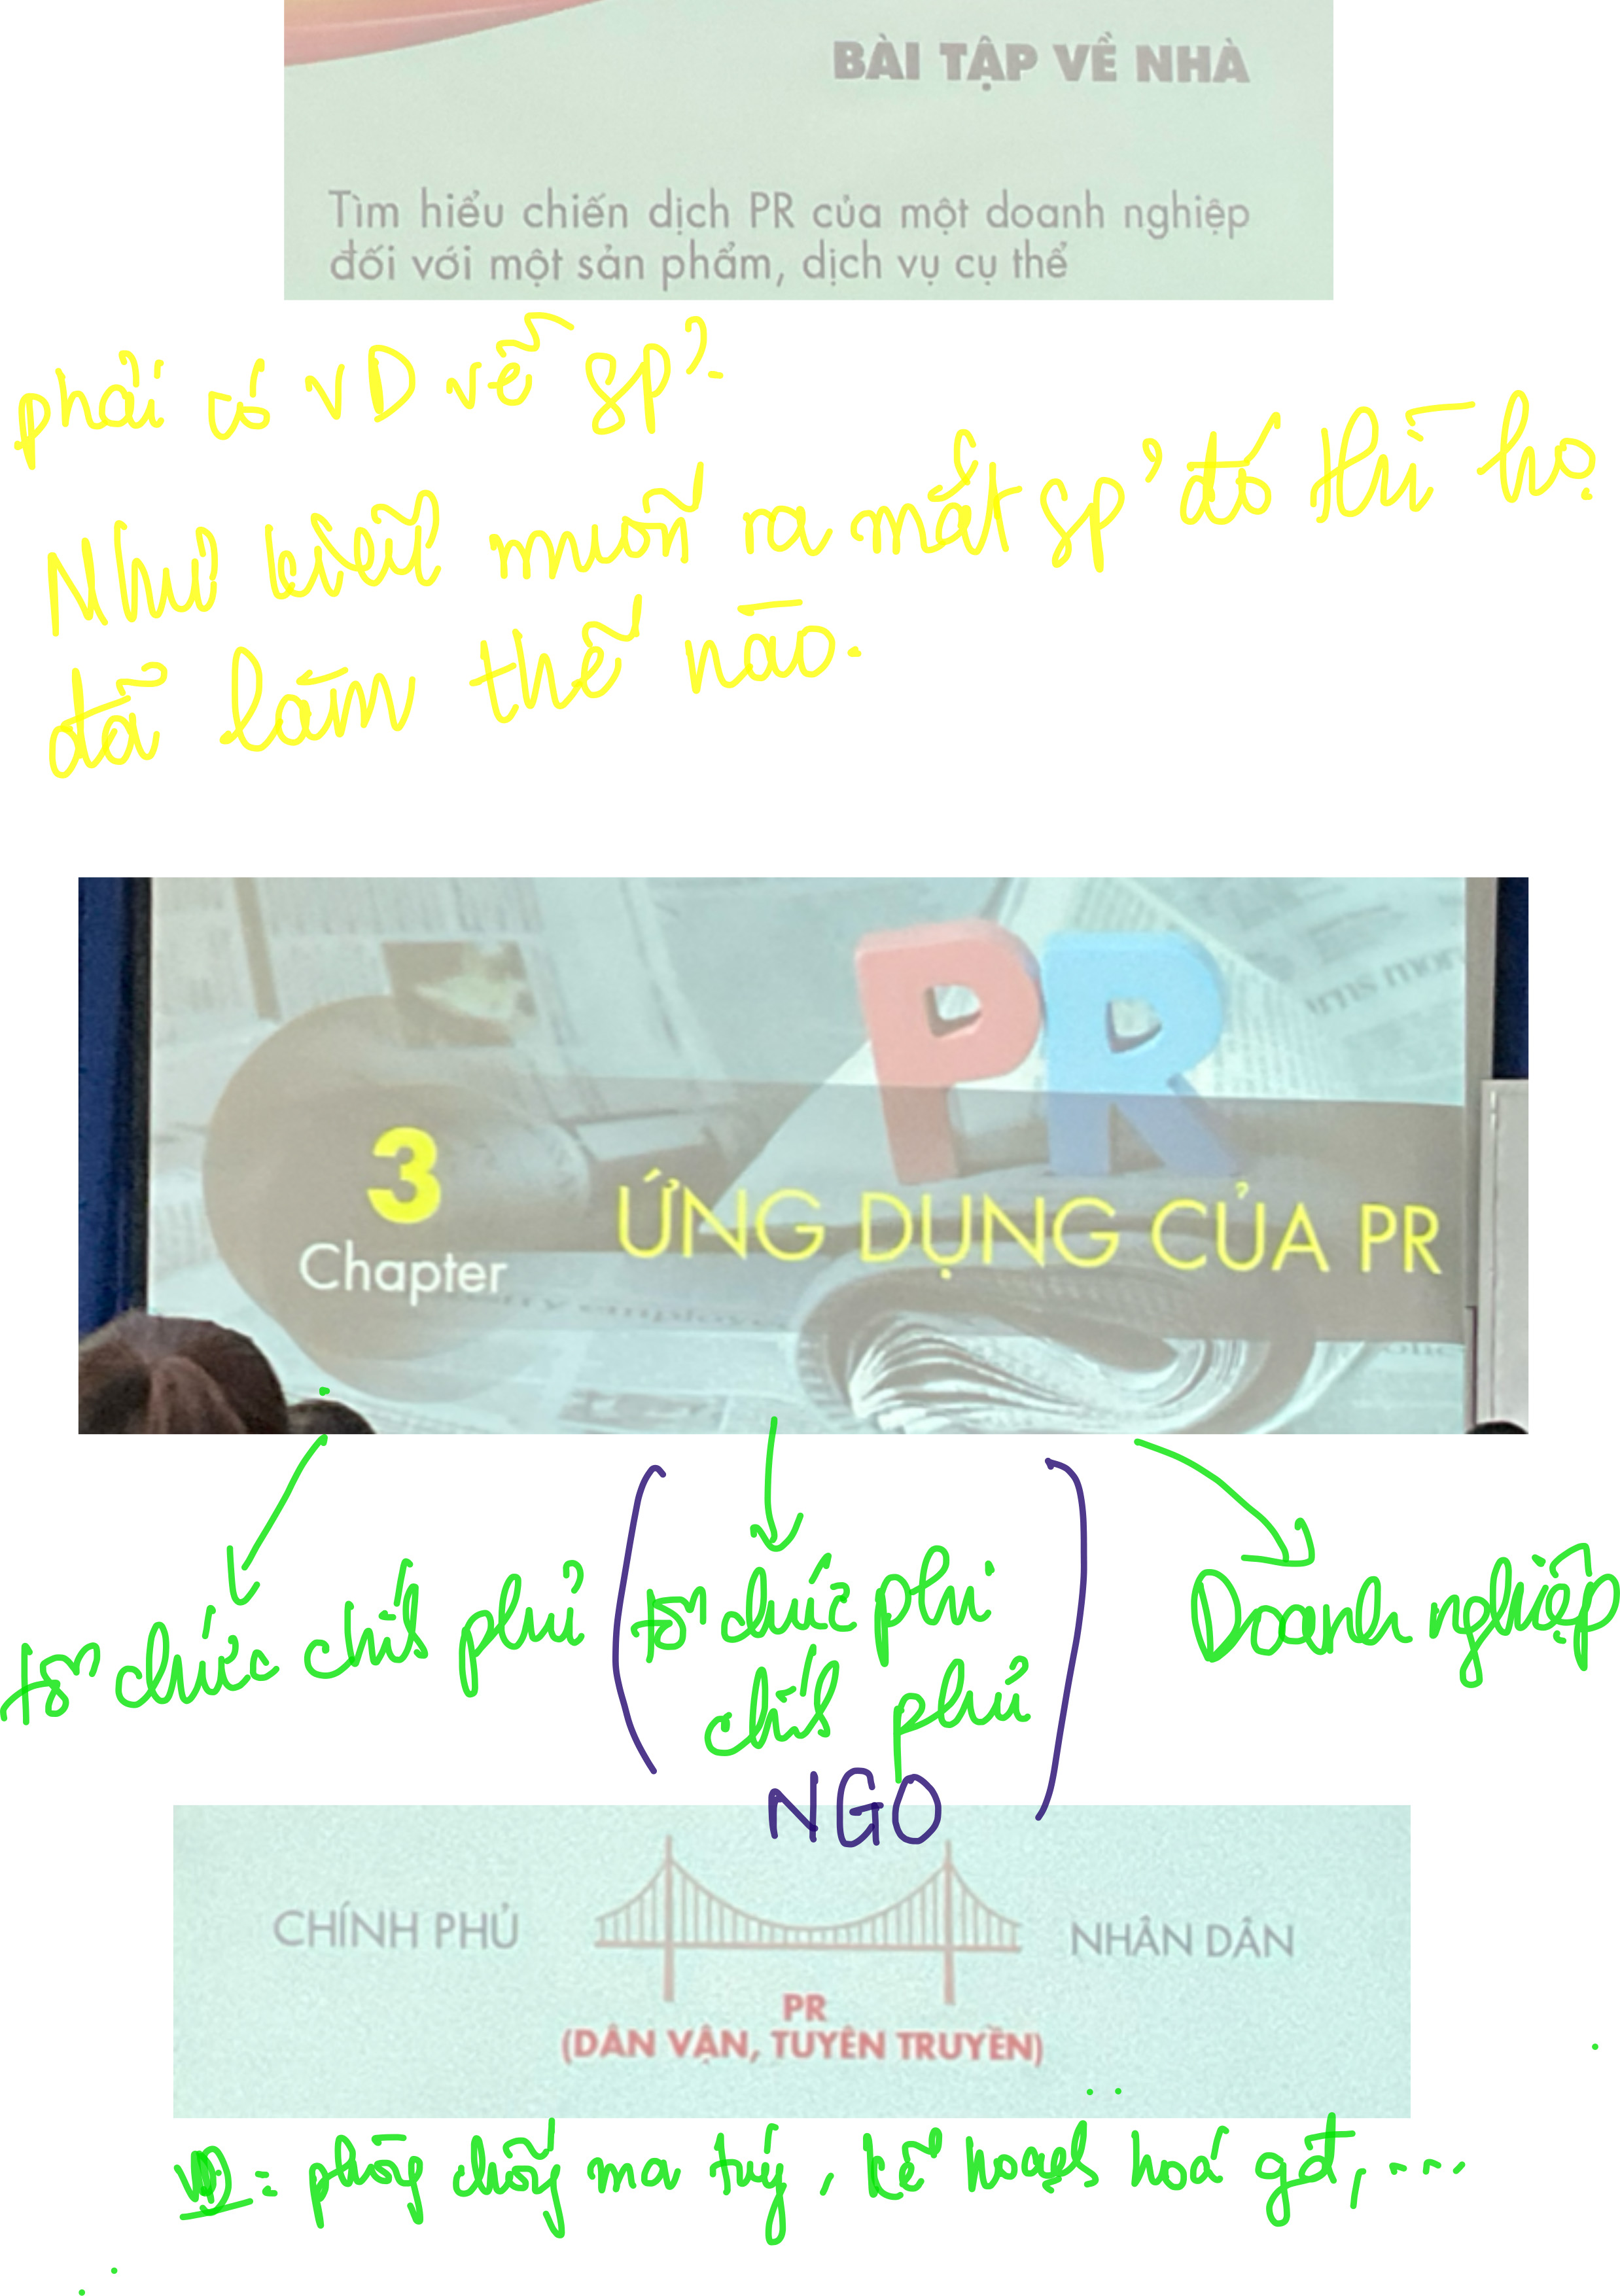 BÀI TẬP VỀ NHÀ
Tìm hiểu chiến dịch PR của một doanh nghiệp
đối với một sản phẩm, dịch vụ cụ thể
phải có VD về sp?
Như kiểu muốn ra mắt sp' đó thì họ
đã làm thế nào.
PR
3
Chapter
ỨNG DỤNG CỦA PR
tổ chức chính phủ
tổ chức phi
chính phủ
NGO
Doanh nghiệp
CHÍNH PHỦ
NHÂN DÂN
PR
(DÂN VẬN, TUYÊN TRUYỀN)
VD: phòng chống ma túy, kế hoạch hoá gđ,....